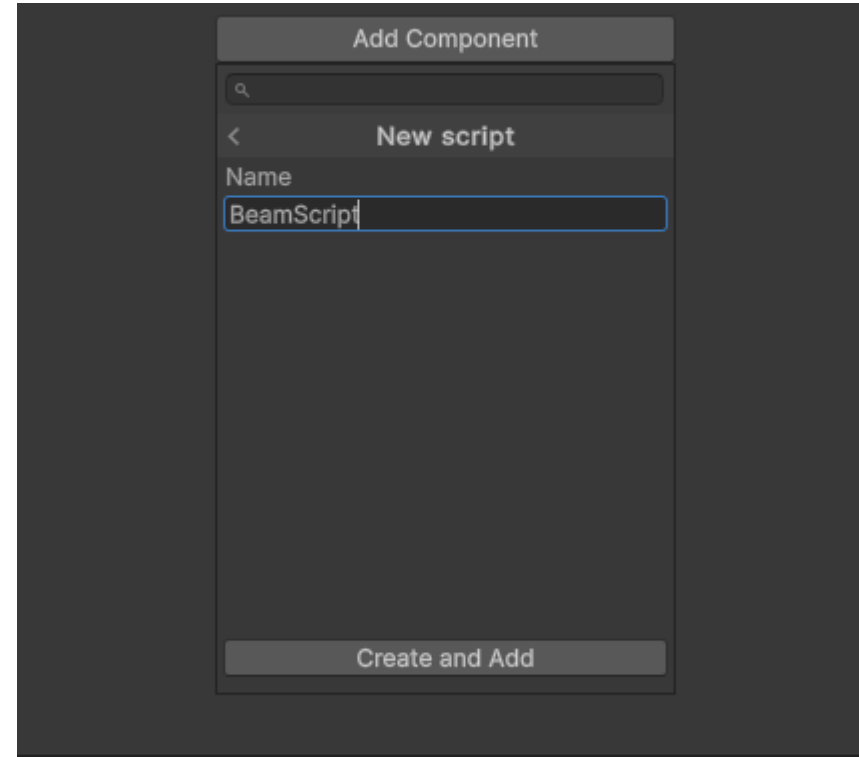 Add Component
New script
Name
BeamScript
Create and Add